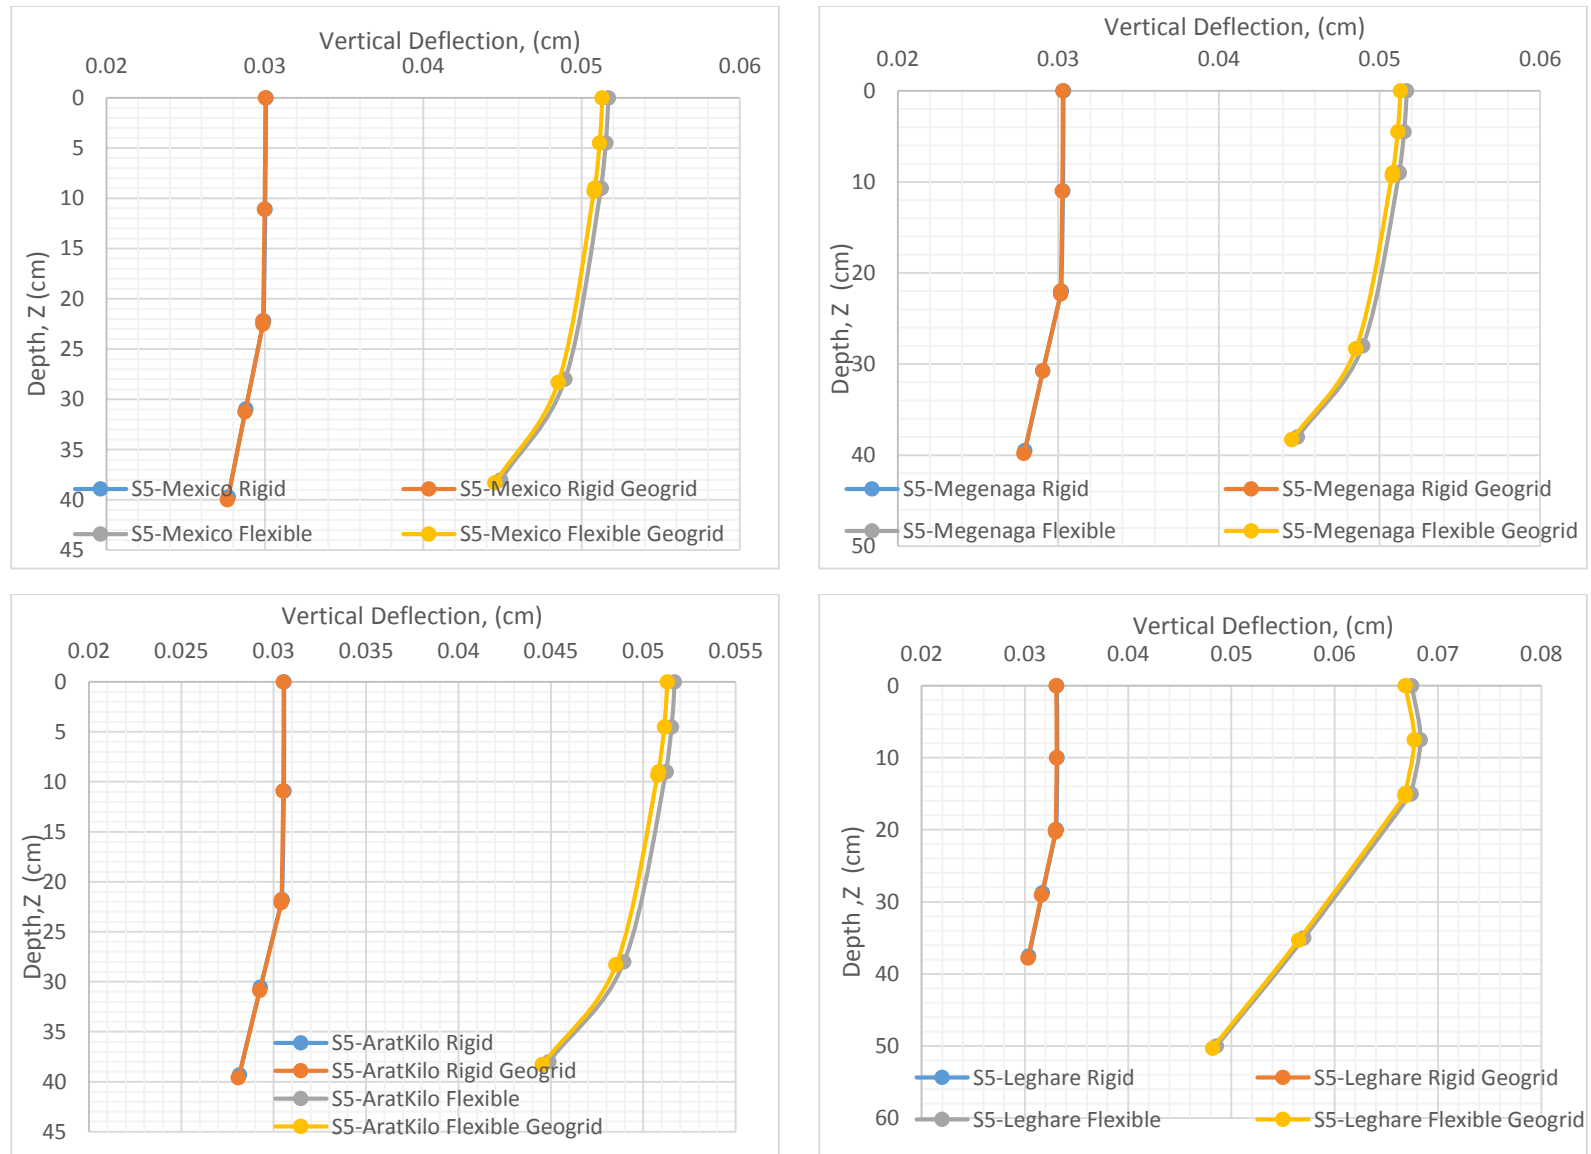 Vertical Deflection, (cm)
0.02 0.03 0.04 0.05 0.06
0
5
10
15
20
25
30
35
40
45
Depth, Z (cm)
S5-Mexico Rigid S5-Mexico Rigid Geogrid
S5-Mexico Flexible S5-Mexico Flexible Geogrid
Vertical Deflection, (cm)
0.02 0.03 0.04 0.05 0.06
0
10
20
30
40
50
Depth, Z (cm)
S5-Megenaga Rigid S5-Megenaga Rigid Geogrid
S5-Megenaga Flexible S5-Megenaga Flexible Geogrid
Vertical Deflection, (cm)
0.02 0.025 0.03 0.035 0.04 0.045 0.05 0.055
0
5
10
15
20
25
30
35
40
45
Depth,Z (cm)
S5-AratKilo Rigid
S5-AratKilo Rigid Geogrid
S5-AratKilo Flexible
S5-AratKilo Flexible Geogrid
Vertical Deflection, (cm)
0.02 0.03 0.04 0.05 0.06 0.07 0.08
0
10
20
30
40
50
60
Depth ,Z (cm)
S5-Leghare Rigid S5-Leghare Rigid Geogrid
S5-Leghare Flexible S5-Leghare Flexible Geogrid